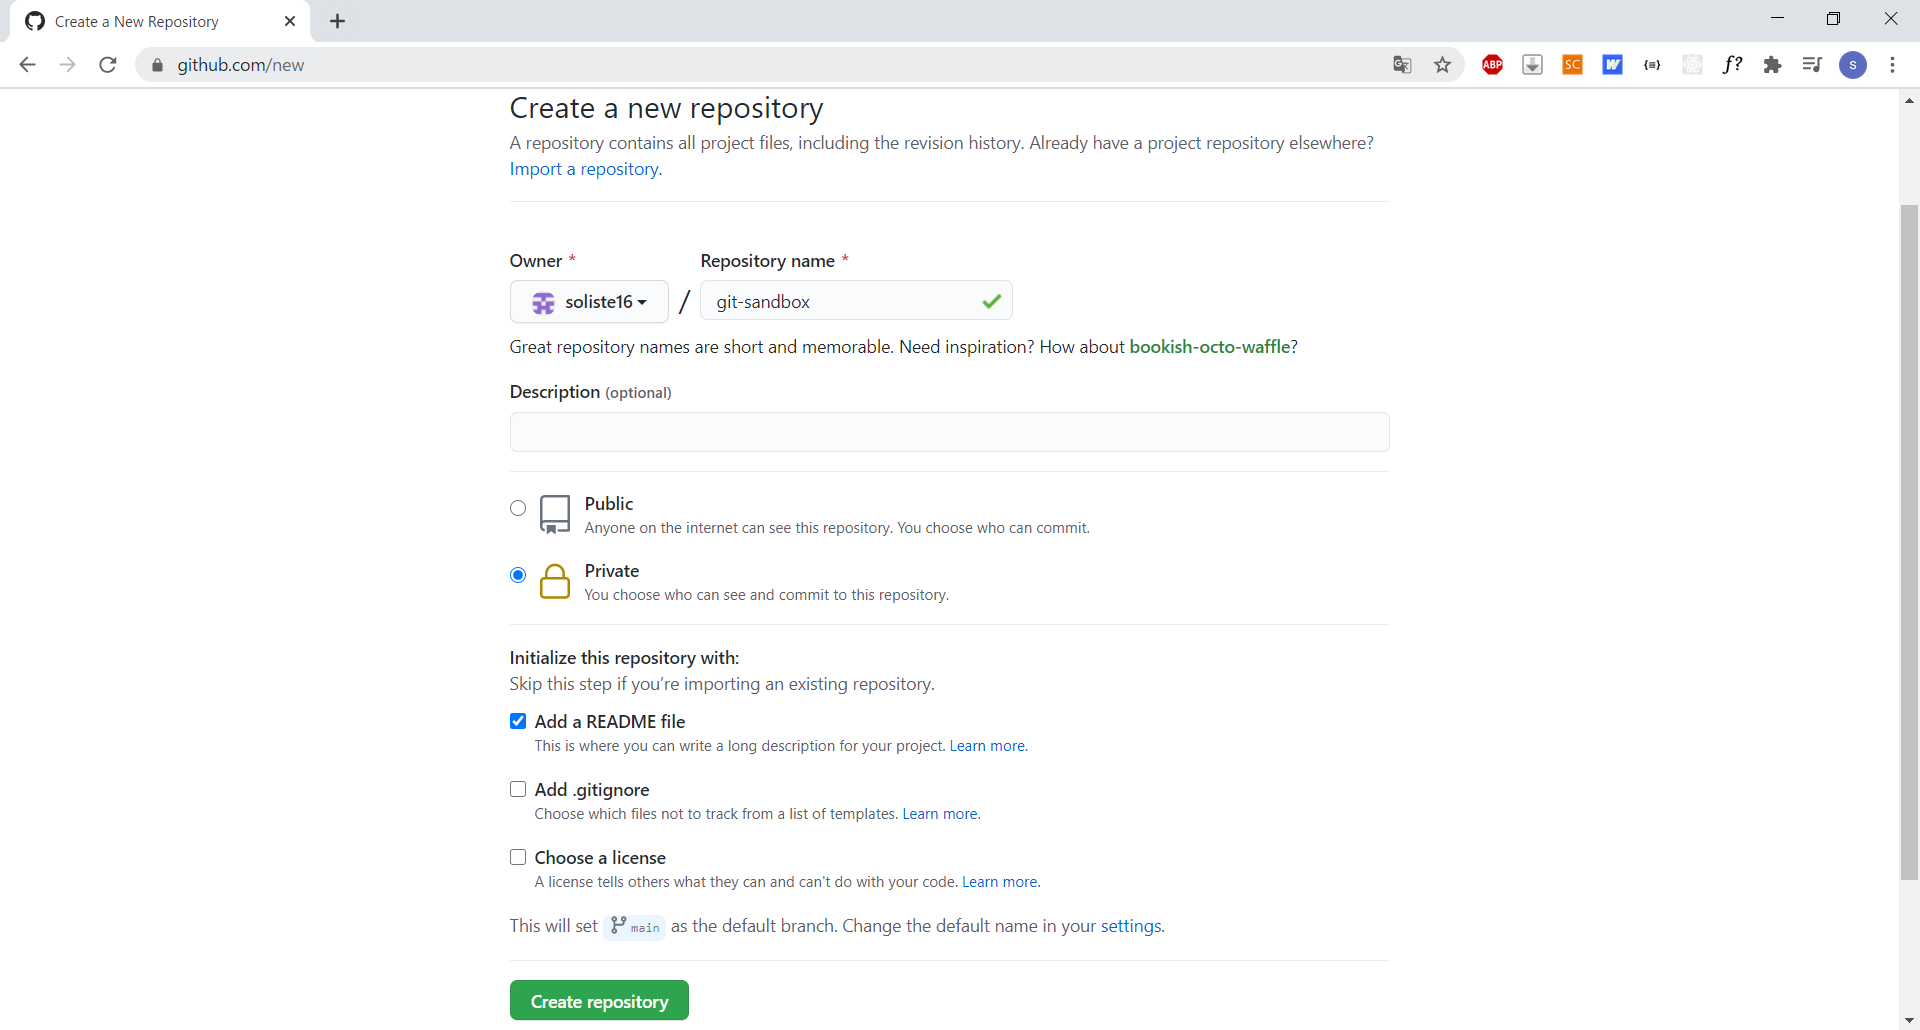 Create a New Repository
github.com/new
ABP
SC
W
{≡}
f?
S
Create a new repository
A repository contains all project files, including the revision history. Already have a project repository elsewhere?
Import a repository.
Owner * Repository name *
soliste16 / git-sandbox
Great repository names are short and memorable. Need inspiration? How about bookish-octo-waffle?
Description (optional)
Public
Anyone on the internet can see this repository. You choose who can commit.
Private
You choose who can see and commit to this repository.
Initialize this repository with:
Skip this step if you’re importing an existing repository.
Add a README file
This is where you can write a long description for your project. Learn more.
Add .gitignore
Choose which files not to track from a list of templates. Learn more.
Choose a license
A license tells others what they can and can't do with your code. Learn more.
This will set main as the default branch. Change the default name in your settings.
Create repository